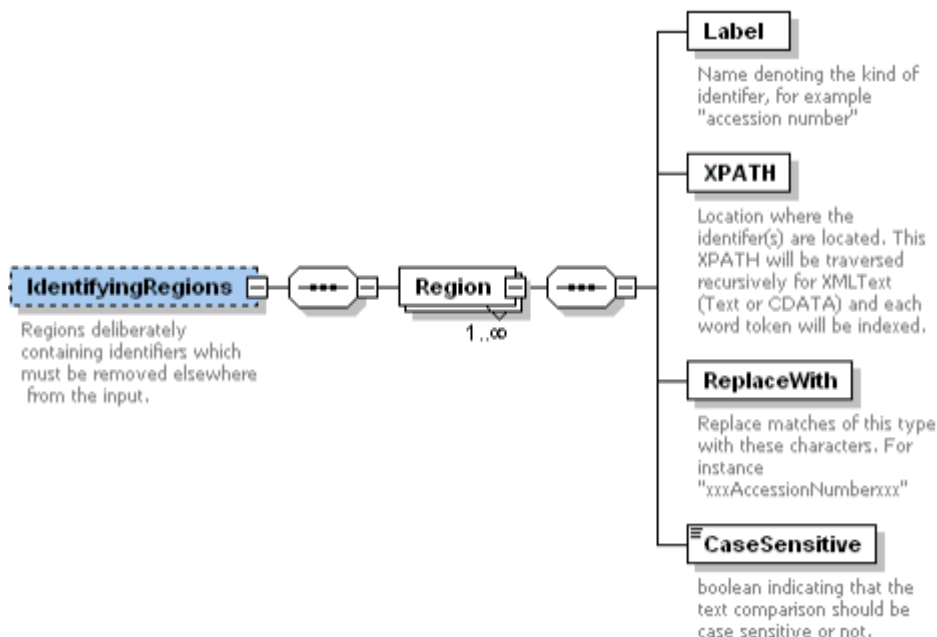 Label
Name denoting the kind of
identifer, for example
"accession number"
XPATH
Location where the
identifer(s) are located. This
XPATH will be traversed
recursively for XMLText
(Text or CDATA) and each
word token will be indexed.
IdentifyingRegions
Regions deliberately
containing identifiers which
must be removed elsewhere
from the input.
Region
1..∞
ReplaceWith
Replace matches of this type
with these characters. For
instance
"xxxAccessionNumberxxx"
CaseSensitive
boolean indicating that the
text comparison should be
case sensitive or not.